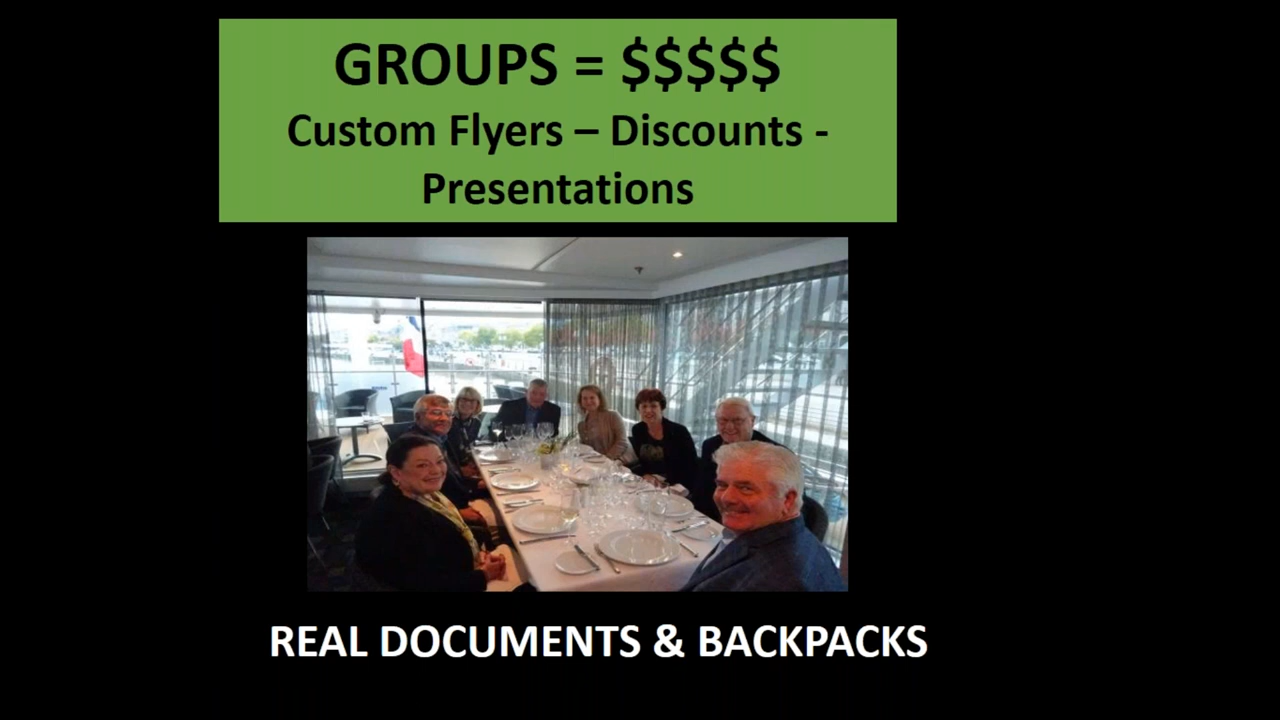 GROUPS = $$$$$
Custom Flyers – Discounts -
Presentations
REAL DOCUMENTS & BACKPACKS